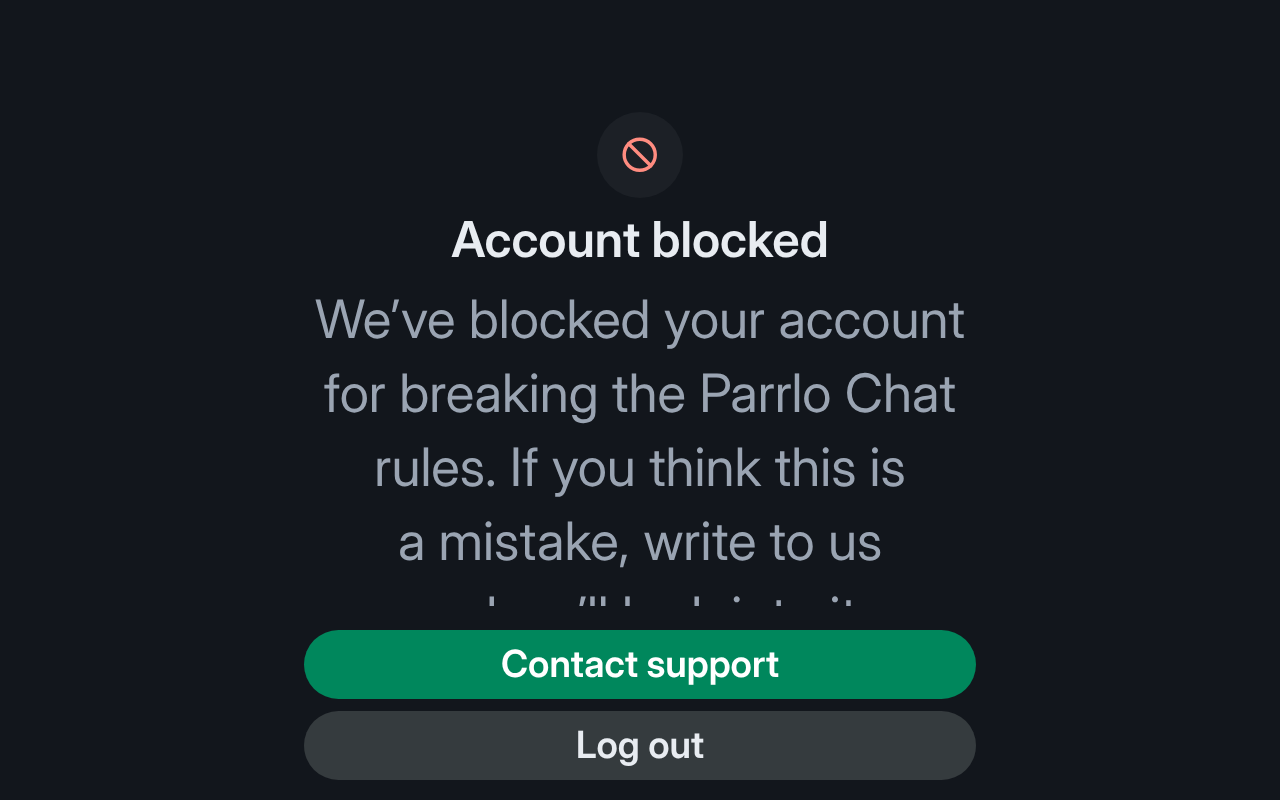 Account blocked
We’ve blocked your account
for breaking the Parrlo Chat
rules. If you think this is
a mistake, write to us
Contact support
Log out